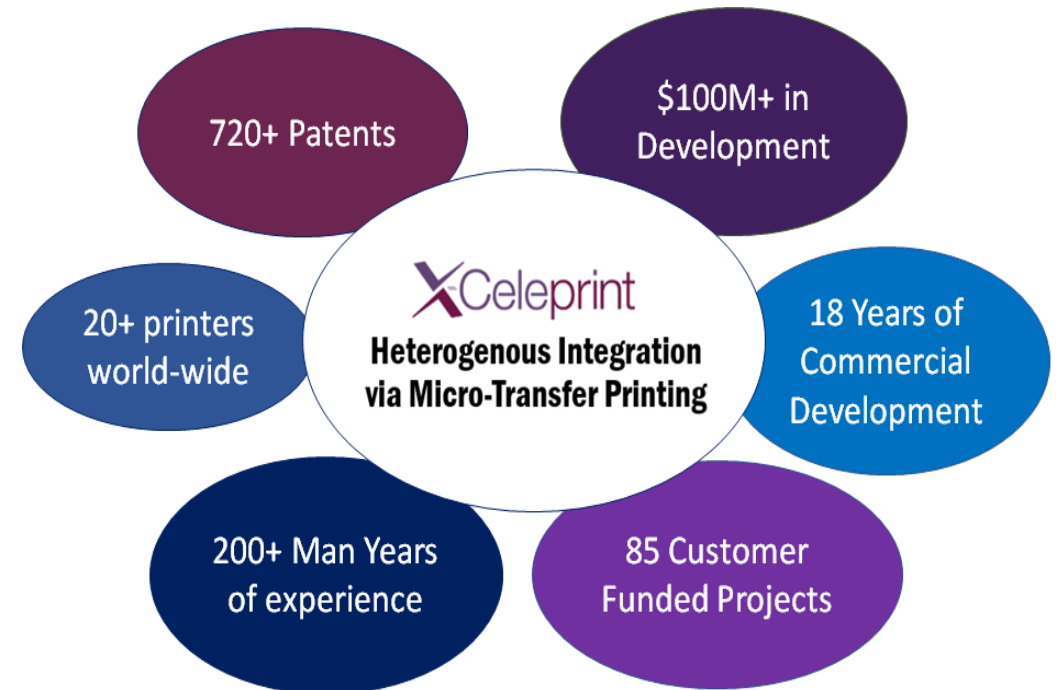 720+ Patents
$100M+ in
Development
20+ printers
world-wide
X-Celeprint
Heterogenous Integration
via Micro-Transfer Printing
18 Years of
Commercial
Development
200+ Man Years
of experience
85 Customer
Funded Projects